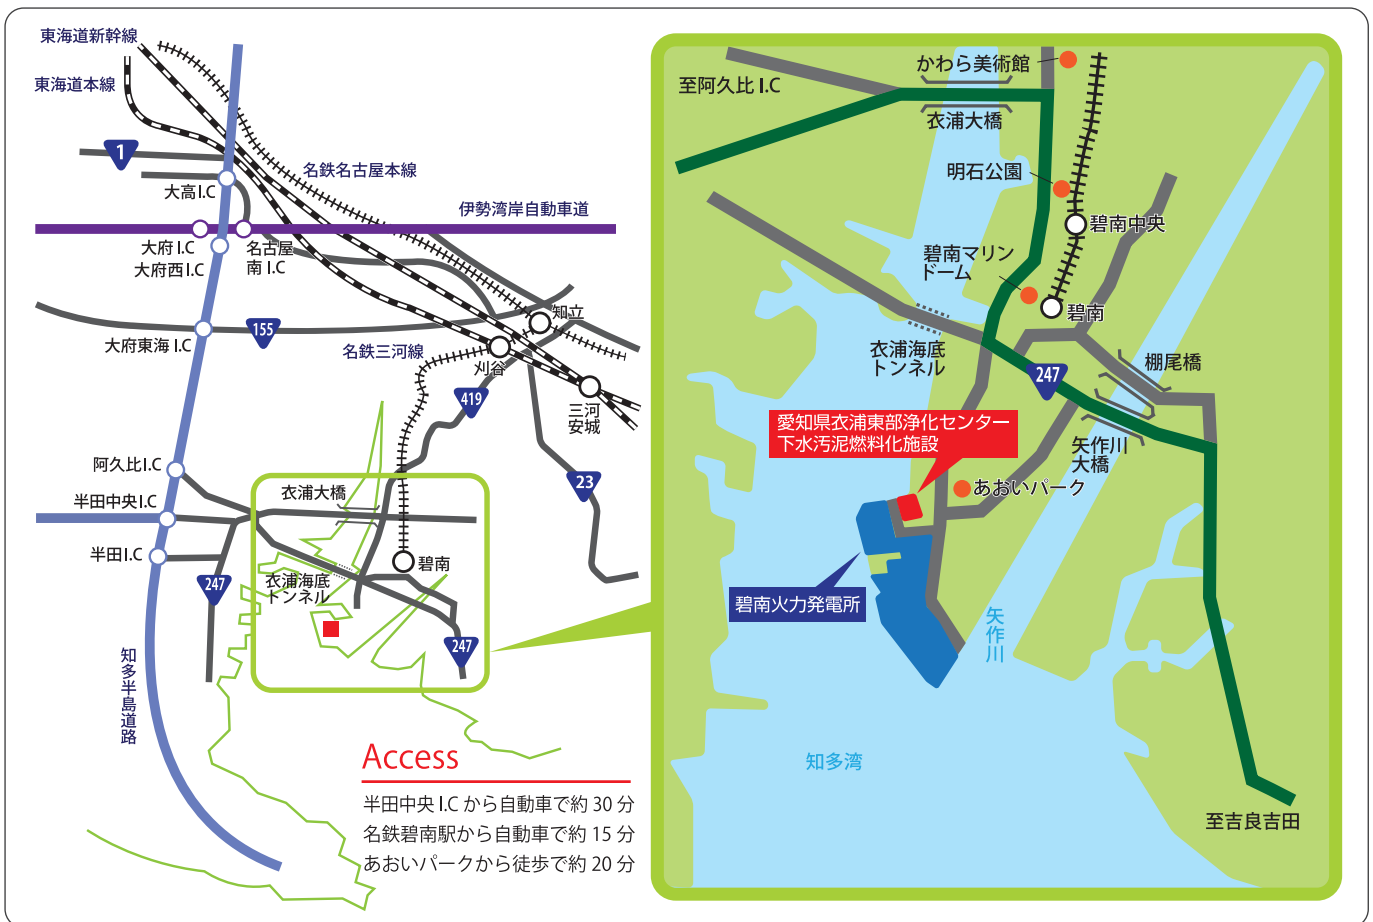 東海道新幹線
東海道本線
1
大高I.C
名鉄名古屋本線
伊勢湾岸自動車道
大府 I.C
大府西I.C
名古屋
南 I.C
155
大府東海 I.C
名鉄三河線
知立
刈谷
419
三河
安城
23
阿久比I.C
半田中央I.C
半田I.C
247
衣浦大橋
衣浦海底
トンネル
碧南
247
知多半島道路
Access
半田中央 I.C から自動車で約 30 分
名鉄碧南駅から自動車で約 15 分
あおいパークから徒歩で約 20 分
至阿久比 I.C
かわら美術館
衣浦大橋
明石公園
碧南中央
碧南マリン
ドーム
碧南
衣浦海底
トンネル
247
棚尾橋
愛知県衣浦東部浄化センター
下水汚泥燃料化施設
矢作川
大橋
あおいパーク
碧南火力発電所
矢作川
知多湾
至吉良吉田